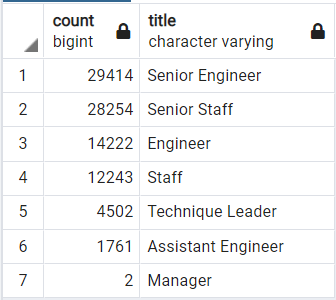 count title
bigint character varying
1 29414 Senior Engineer
2 28254 Senior Staff
3 14222 Engineer
4 12243 Staff
5 4502 Technique Leader
6 1761 Assistant Engineer
7 2 Manager